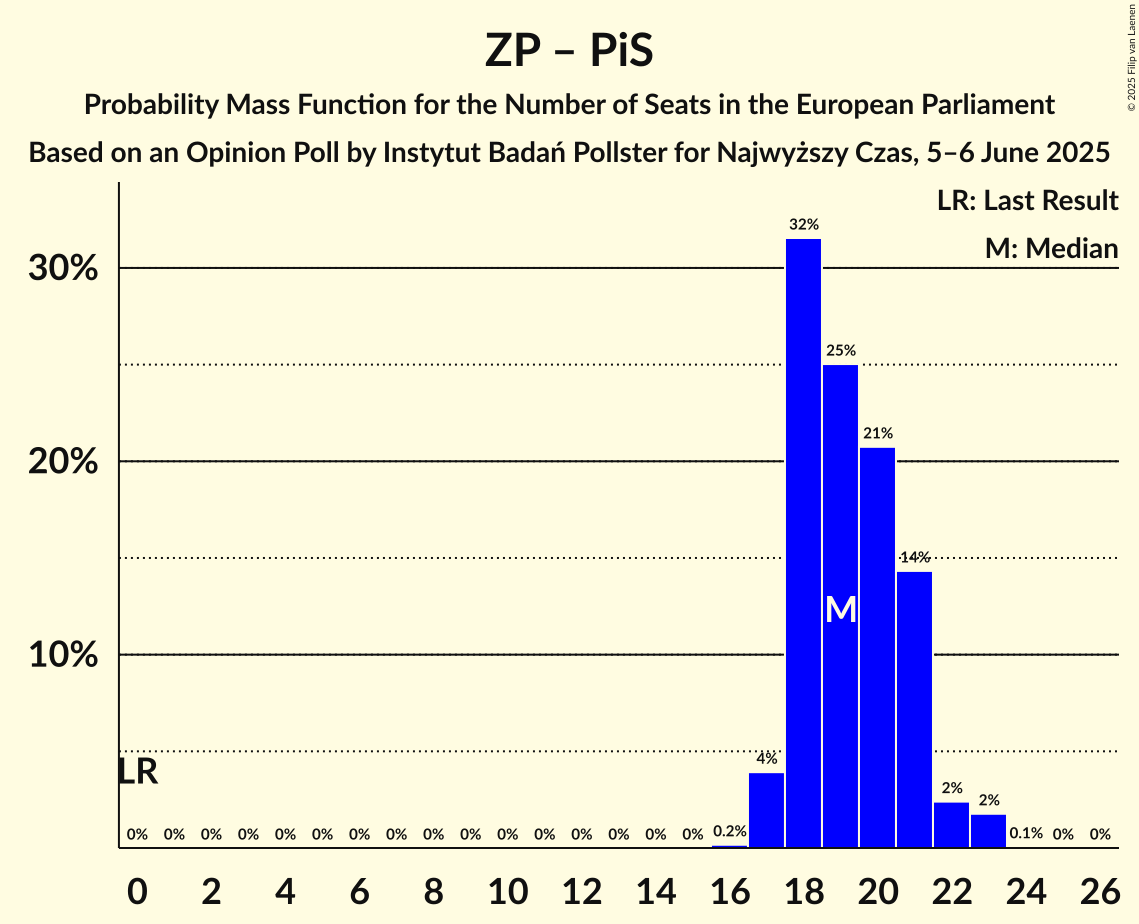 ZP – PiS
Probability Mass Function for the Number of Seats in the European Parliament
Based on an Opinion Poll by Instytut Badań Pollster for Najwyższy Czas, 5–6 June 2025
© 2025 Filip van Laenen
LR: Last Result
M: Median
30%
20%
10%
32%
25%
21%
14%
M
LR
4%
2%
2%
0% 0% 0% 0% 0% 0% 0% 0% 0% 0% 0% 0% 0% 0% 0% 0% 0.2% 0.1% 0% 0%
0 2 4 6 8 10 12 14 16 18 20 22 24 26